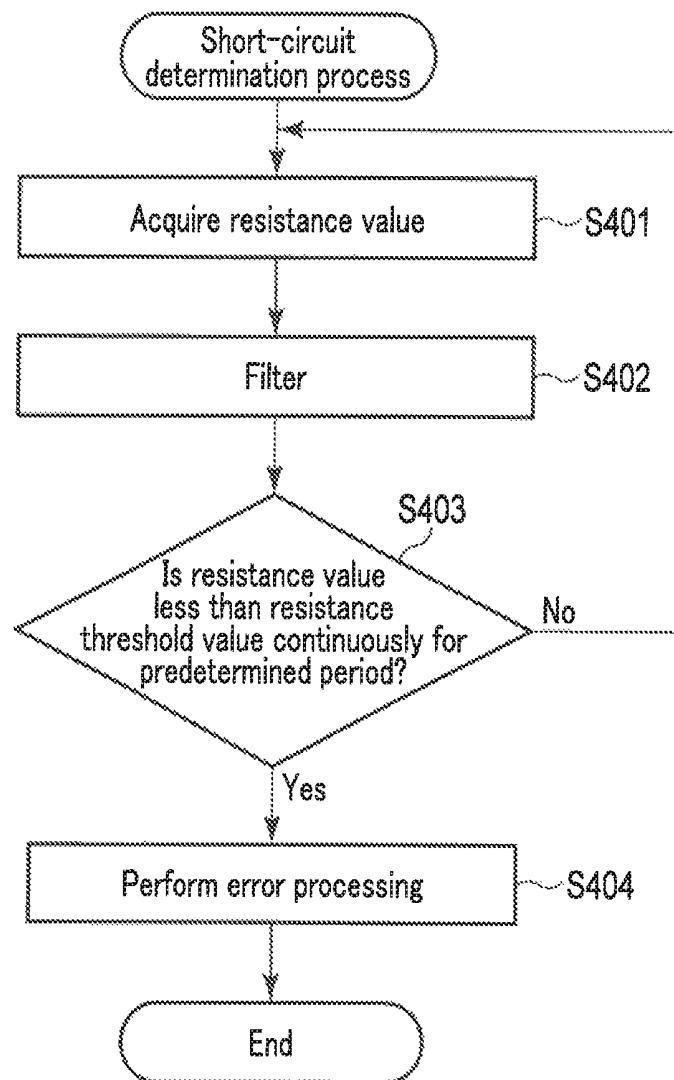 Short-circuit
determination process
Acquire resistance value
S401
Filter
S402
S403
Is resistance value
less than resistance
threshold value continuously for
predetermined period?
No
Yes
Perform error processing
S404
End